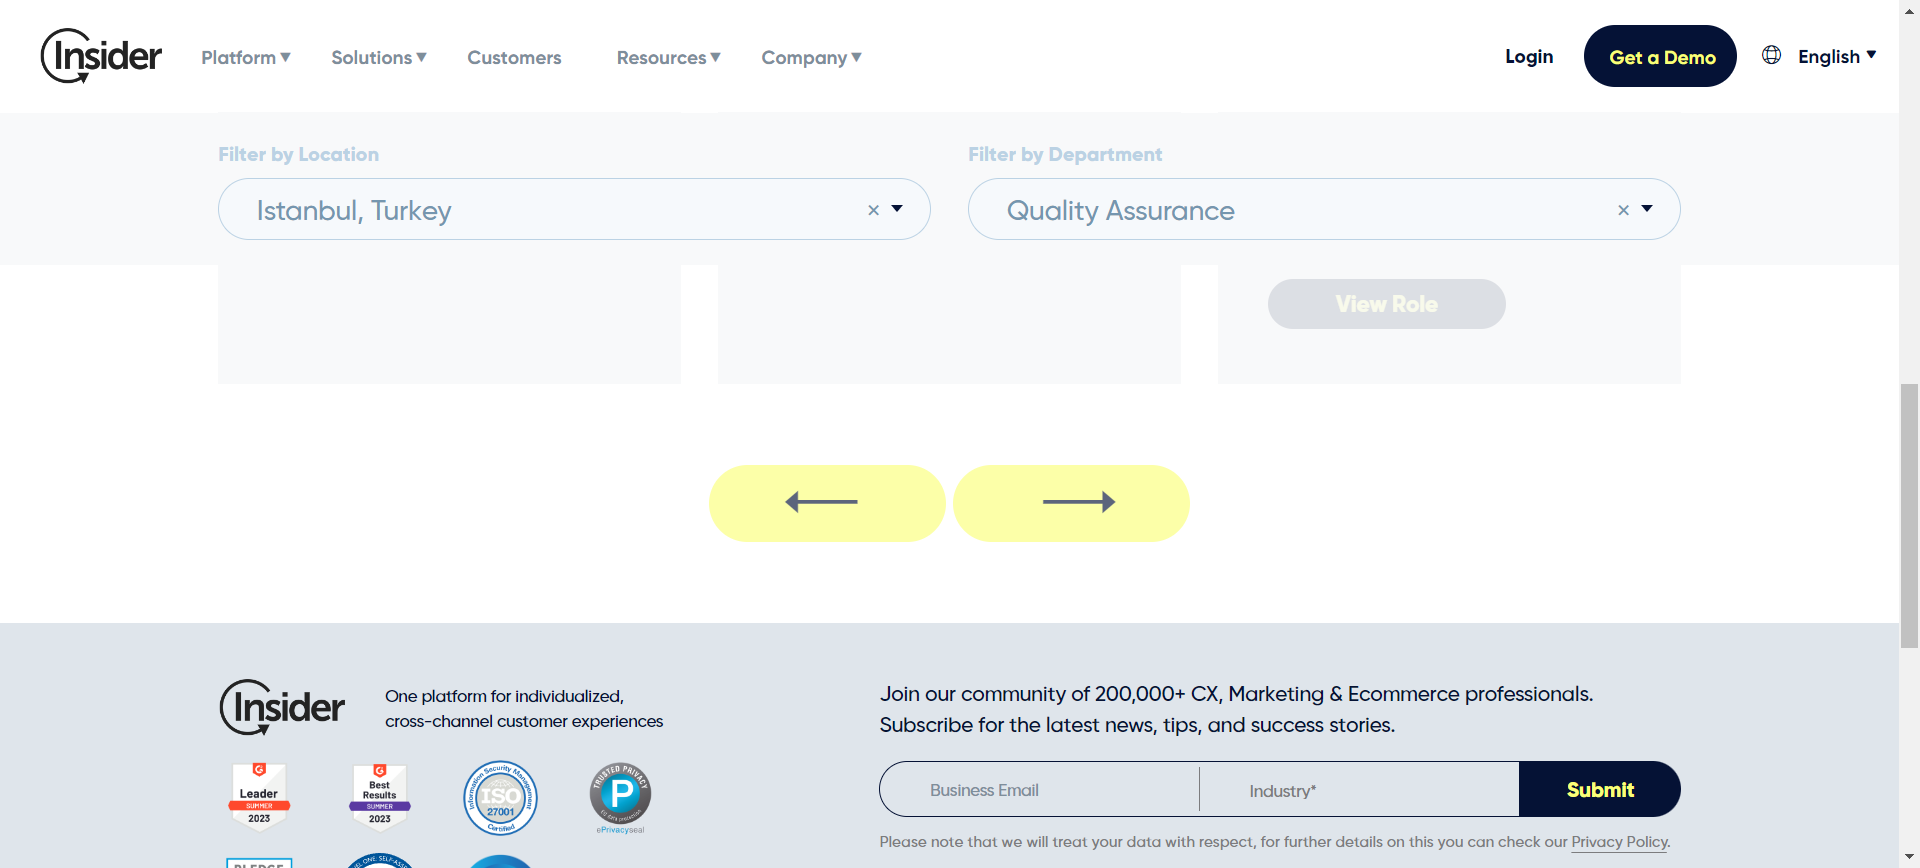 Insider
Platform Solutions Customers Resources Company Login Get a Demo English
Filter by Location Filter by Department
Istanbul, Turkey × Quality Assurance ×
View Role
Insider
One platform for individualized,
cross-channel customer experiences
Join our community of 200,000+ CX, Marketing & Ecommerce professionals.
Subscribe for the latest news, tips, and success stories.
Leader
SUMMER
2023
Best
Results
SUMMER
2023
Information Security Management
ISO
27001
Certified
TRUSTED PRIVACY
P
ePrivacyseal
Business Email Industry* Submit
Please note that we will treat your data with respect, for further details on this you can check our Privacy Policy.